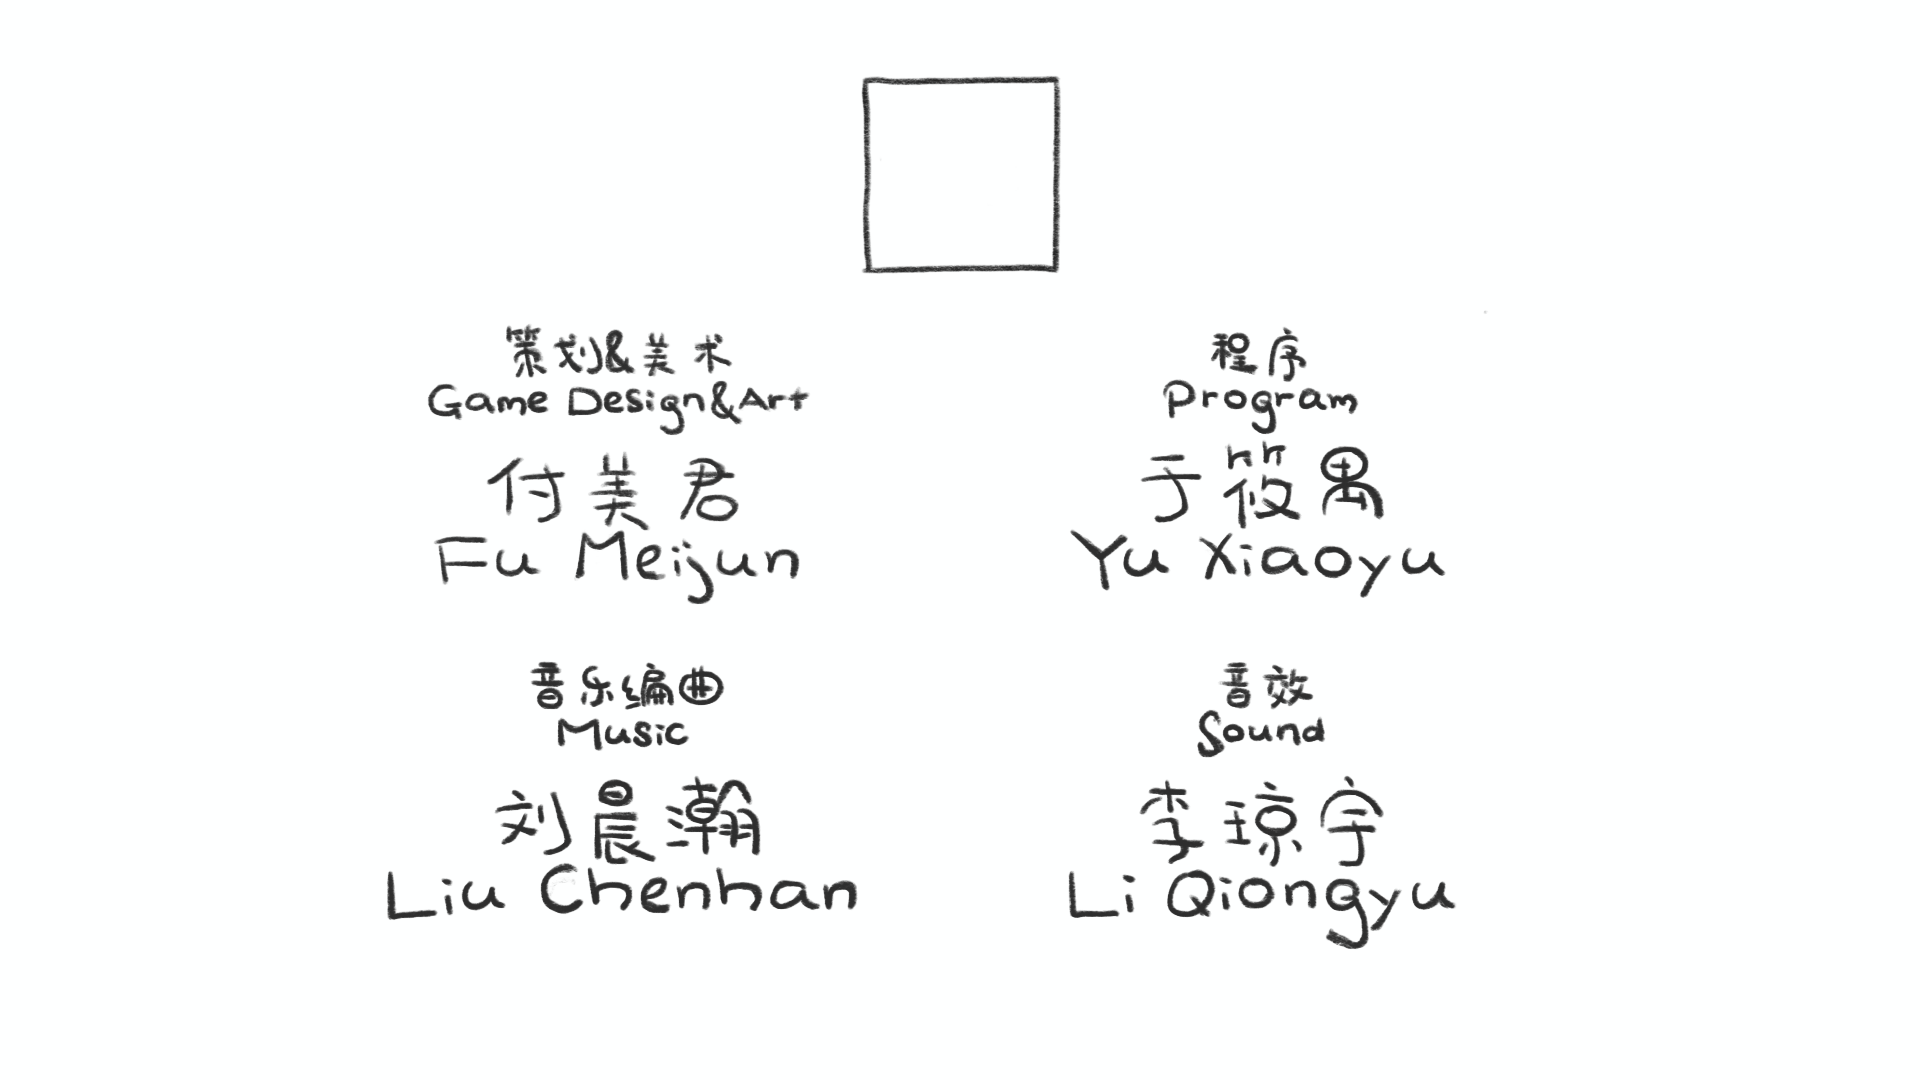 策划&美术
Game Design&Art
付美君
Fu Meijun
程序
Program
于筱禺
Yu Xiaoyu
音乐编曲
Music
刘晨瀚
Liu Chenhan
音效
Sound
李琼宇
Li Qiongyu